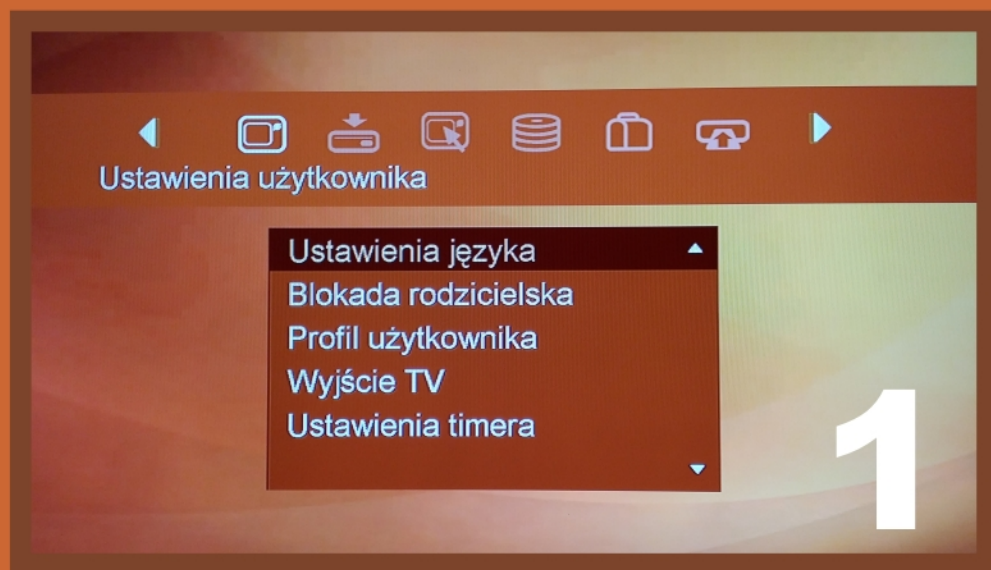 Ustawienia użytkownika
Ustawienia języka
Blokada rodzicielska
Profil użytkownika
Wyjście TV
Ustawienia timera
1